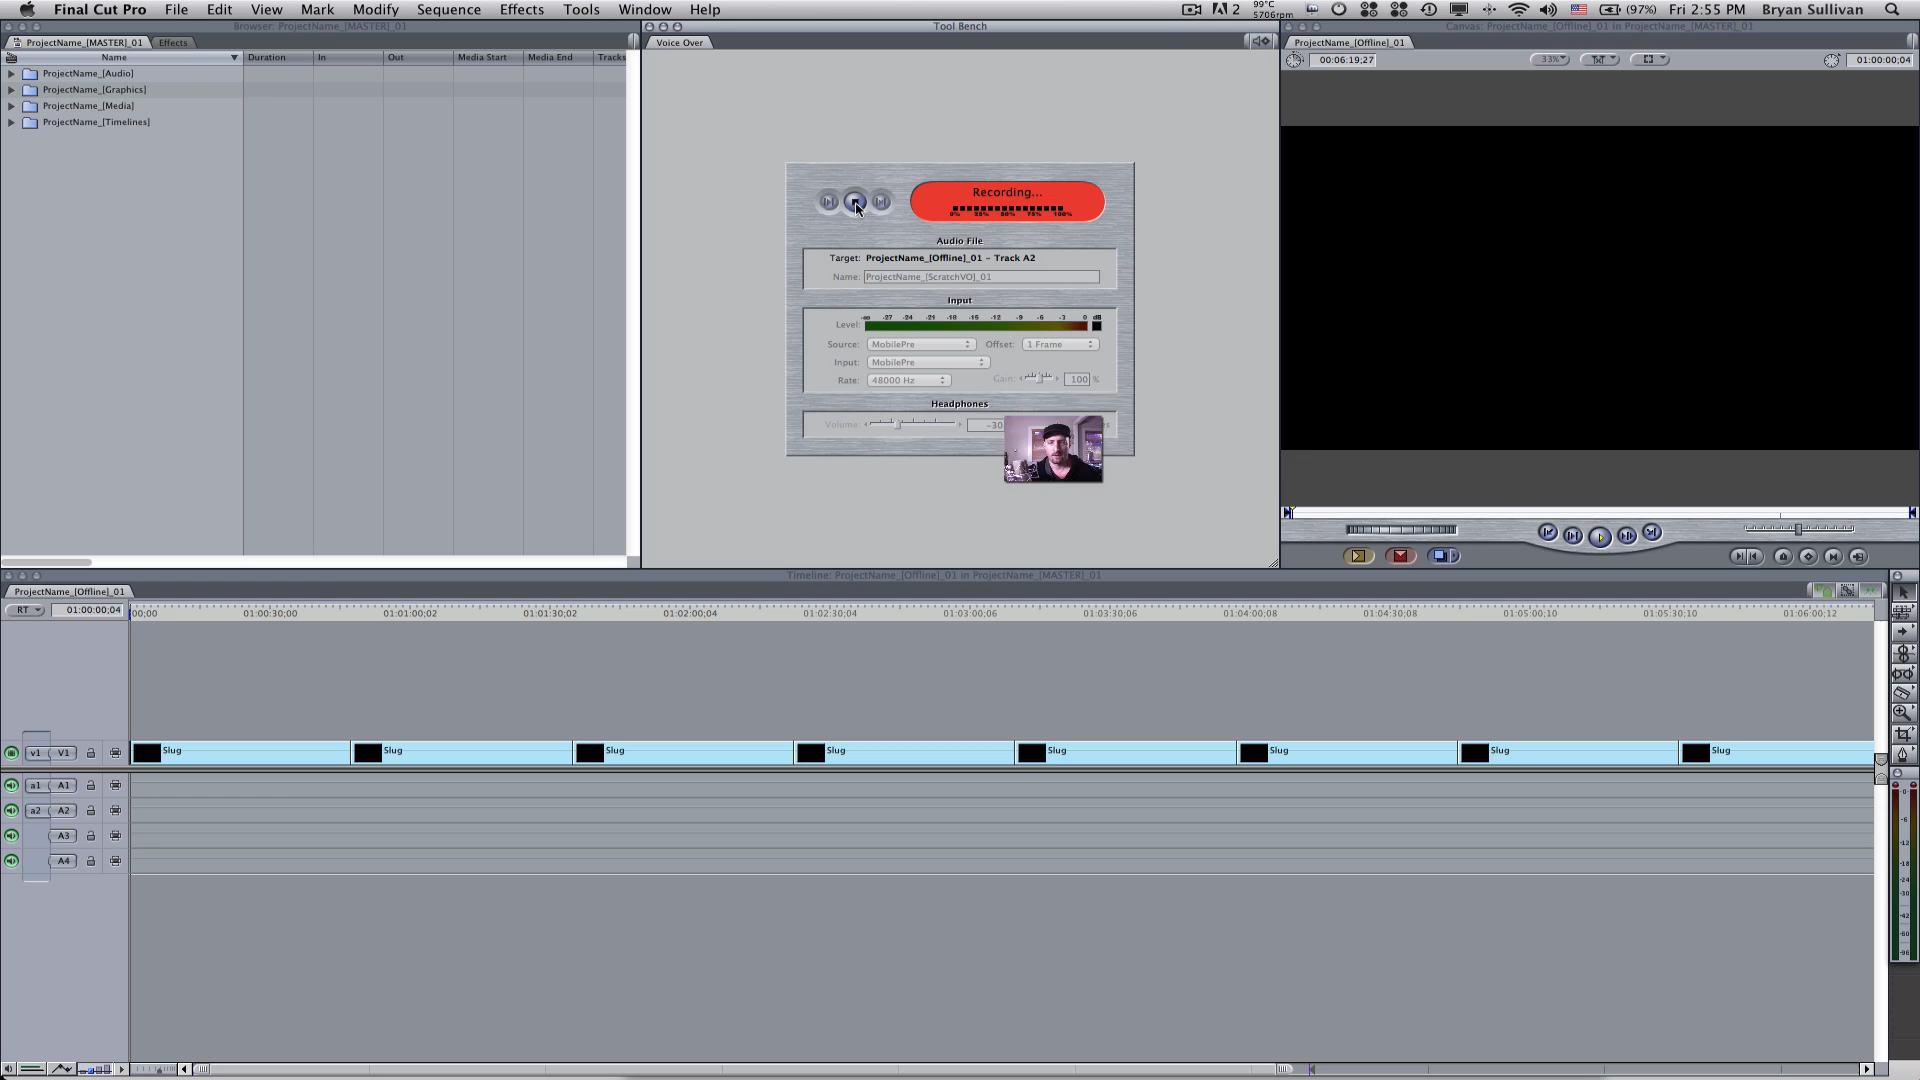 Final Cut Pro File Edit View Mark Modify Sequence Effects Tools Window Help 2 99°C 5706rpm (97%) Fri 2:55 PM Bryan Sullivan
Browser: ProjectName_[MASTER]_01
ProjectName_[MASTER]_01 Effects
Name Duration In Out Media Start Media End Tracks
ProjectName_[Audio]
ProjectName_[Graphics]
ProjectName_[Media]
ProjectName_[Timelines]
Tool Bench
Voice Over
Recording...
0% 25% 50% 75% 100%
Audio File
Target: ProjectName_[Offline]_01 - Track A2
Name: ProjectName_[ScratchVO]_01
Input
-∞ -27 -24 -21 -18 -15 -12 -9 -6 -3 0 dB
Level:
Source: MobilePre Offset: 1 Frame
Input: MobilePre
Rate: 48000 Hz Gain: 100 %
Headphones
Volume: -30
Canvas: ProjectName_[Offline]_01 in ProjectName_[MASTER]_01
ProjectName_[Offline]_01
00:06:19;27 33% 01:00:00;04
Timeline: ProjectName_[Offline]_01 in ProjectName_[MASTER]_01
ProjectName_[Offline]_01
RT 01:00:00;04 00;00 01:00:30;00 01:01:00;02 01:01:30;02 01:02:00;04 01:02:30;04 01:03:00;06 01:03:30;06 01:04:00;08 01:04:30;08 01:05:00;10 01:05:30;10 01:06:00;12
v1 V1 Slug Slug Slug Slug Slug Slug Slug Slug
a1 A1
a2 A2
A3
A4
-0-
-6
-12
-18
-24
-30
-42
-60
-96